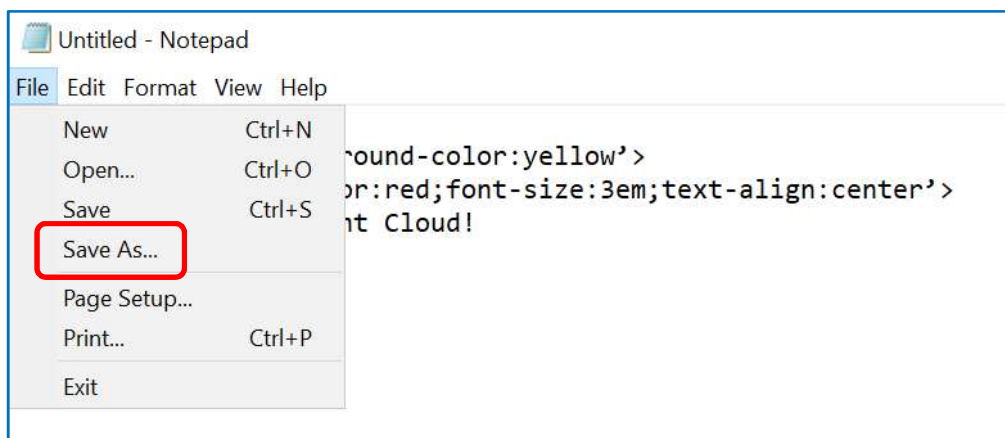 Untitled - Notepad
File Edit Format View Help
New Ctrl+N
Open... Ctrl+O
Save Ctrl+S
Save As...
Page Setup...
Print... Ctrl+P
Exit
round-color:yellow’>
or:red;font-size:3em;text-align:center’>
nt Cloud!